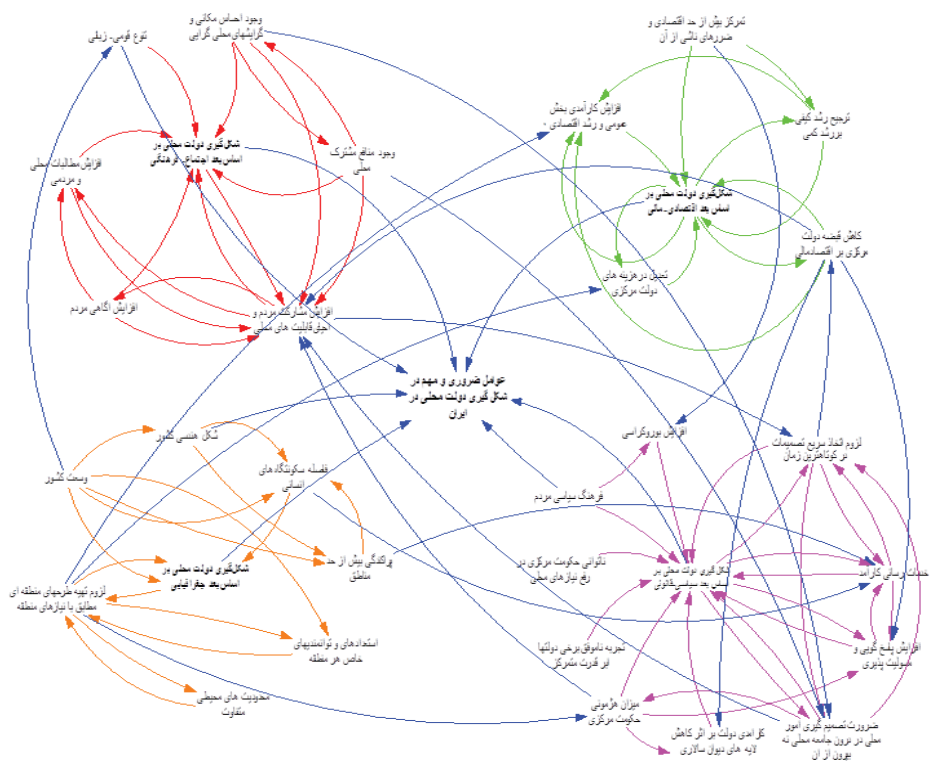 وجود احساس مکانی و
گرایشهای محلی گرایی
تمرکز بیش از حد اقتصادی و
ضررهای ناشی از آن
تنوع قومی- زبانی
افزایش کارآمدی بخش
عمومی و رشد اقتصادی
ترجیح رشد کیفی
بررشد کمی
شکل گیری دولت محلی بر
اساس بعد اجتماعی- فرهنگی
وجود منافع مشترک
محلی
افزایش مطالبات محلی
و مردمی
شکل گیری دولت محلی بر
اساس بعد اقتصادی- مالی
کاهش قبضه دولت
مرکزی بر اقتصادمالی
تعدیل درهزینه های
دولت مرکزی
افزایش آگاهی مردم
افزایش مشارکت مردم و
قابلیت های محلی
عوامل ضروری و مهم در
شکل گیری دولت محلی در
ایران
شکل هندسی کشور
افزایش بوروکراسی
لزوم اتخاذ سریع تصمیمات
در کوتاهترین زمان
فاصله سکونتگاه های
انسانی
وسعت کشور
فرهنگ سیاسی مردم
پراکندگی بیش از حد
مناطق
شکل گیری دولت محلی بر
اساس بعد جغرافیایی
ناتوانی حکومت مرکزی در
رفع نیازهای محلی
شکل گیری دولت محلی بر
اساس بعد سیاسی-قانونی
خدمات رسانی کارآمد
لزوم تهیه طرحهای منطقه ای
مطابق با نیازهای منطقه
استعدادهای و توانمندیهای
خاص هر منطقه
تجربه ناموفق برخی دولتها
بر قدرت متمرکز
افزایش پاسخ گویی و
مسولیت پذیری
محدودیت های محیطی
متفاوت
میزان هژمونی
حکومت مرکزی
کارآمدی دولت بر اثر کاهش
لایه های دیوان سالاری
ضرورت تصمیم گیری امور
محلی در درون جامعه محلی نه
بیرون از آن